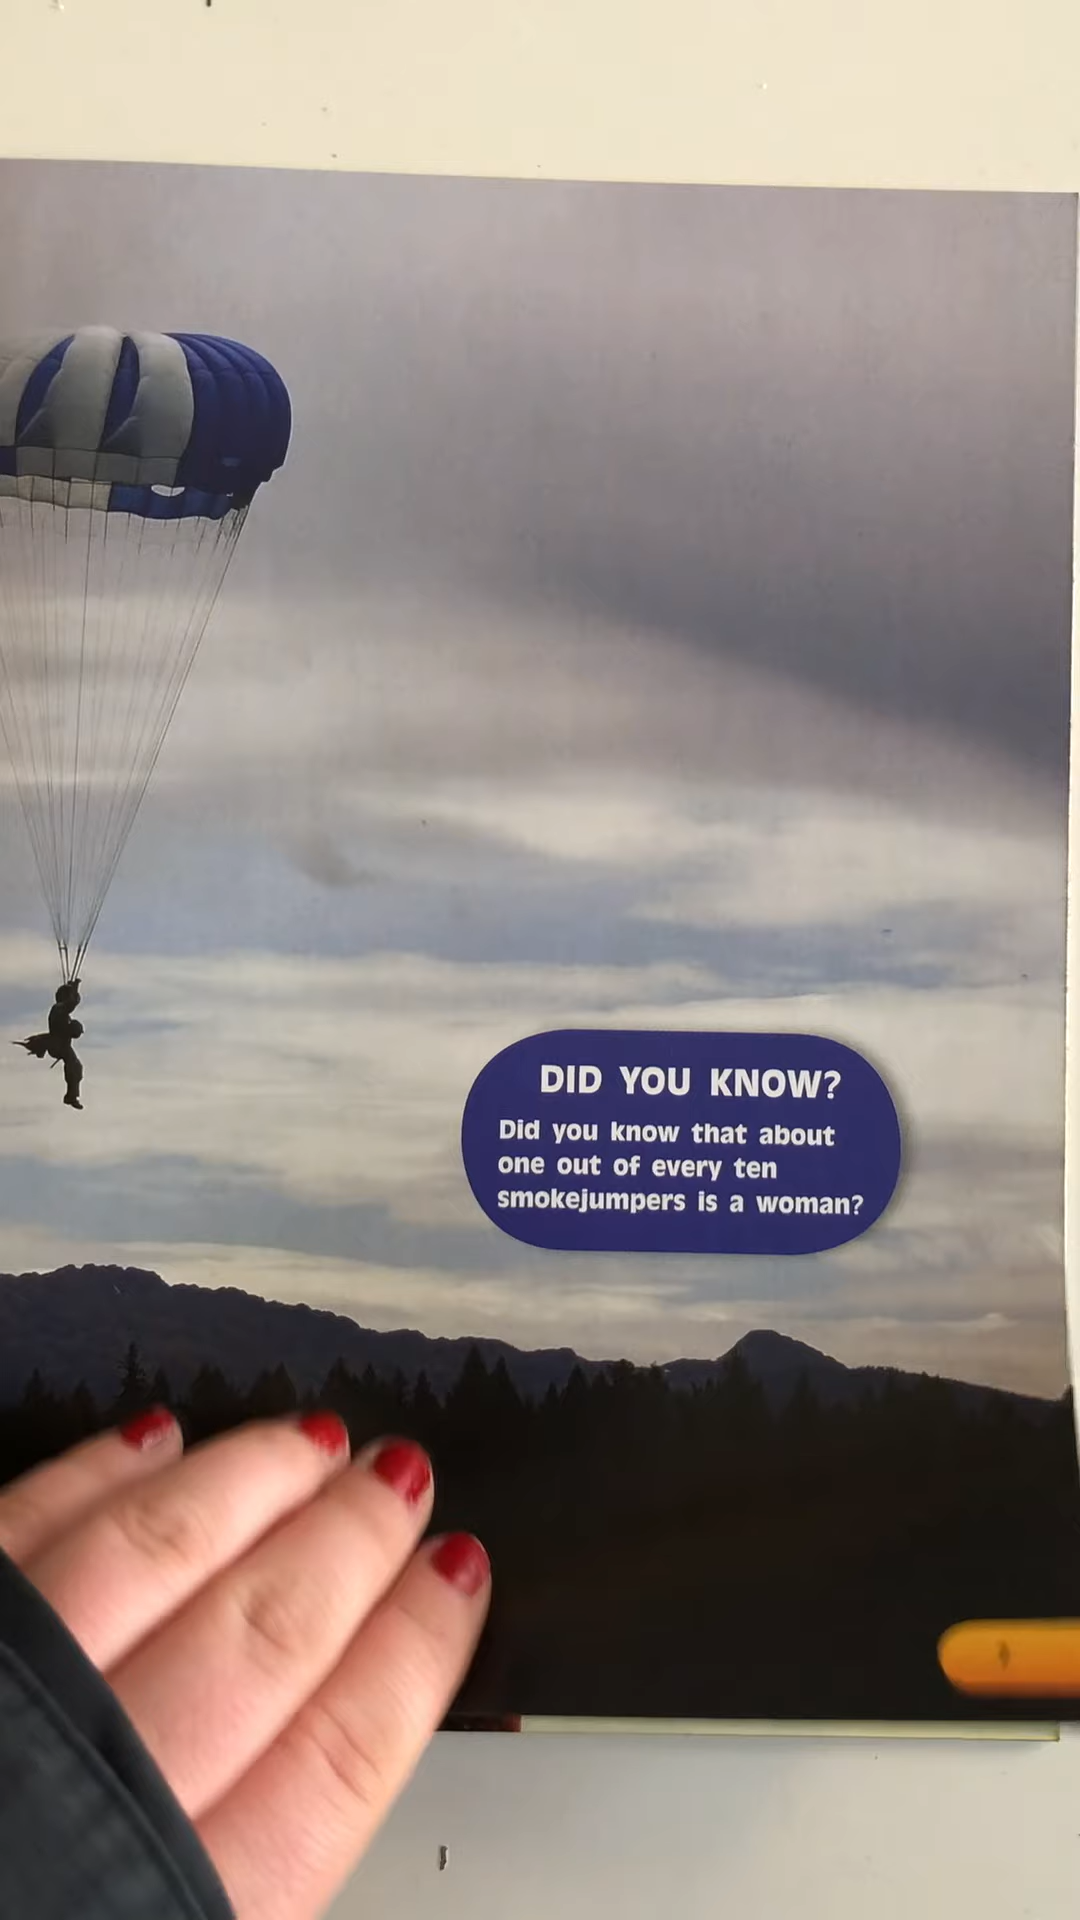 DID YOU KNOW?
Did you know that about
one out of every ten
smokejumpers is a woman?